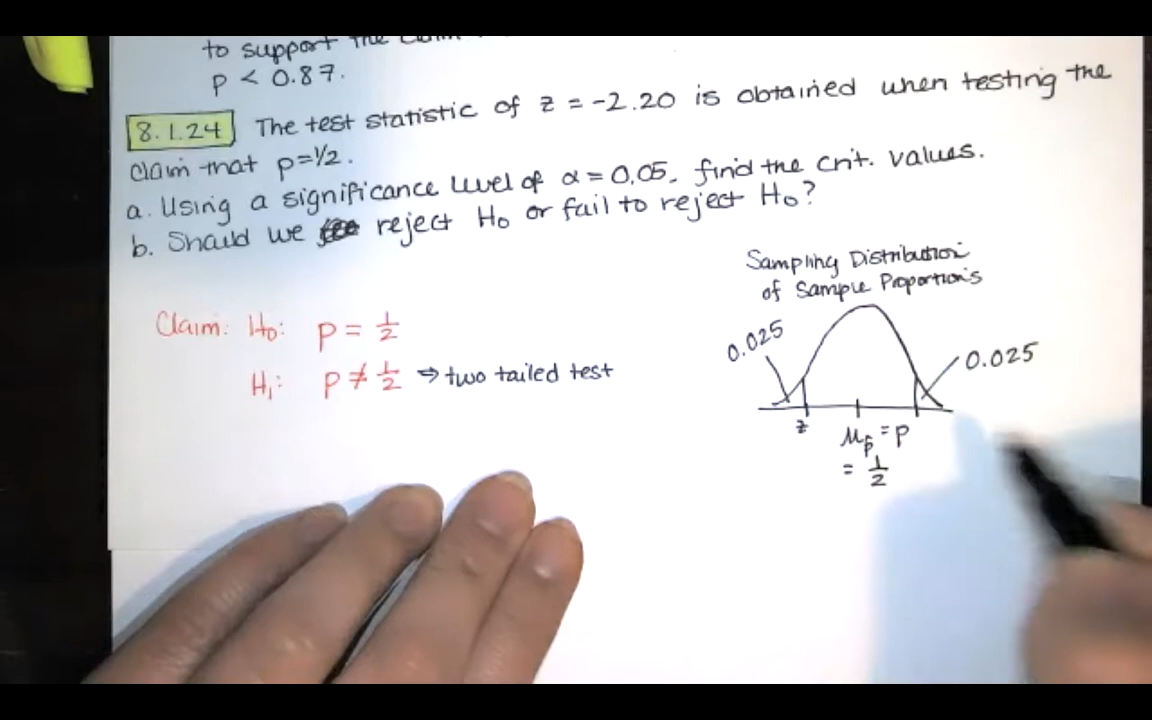 to support the
p < 0.87.
8.1.24 The test statistic of z = -2.20 is obtained when testing the
claim that p=1/2.
a. Using a significance level of α = 0.05, find the crit. values.
b. Should we reject H₀ or fail to reject H₀?
Sampling Distribution
of Sample Proportions
Claim: H₀: p = 1/2
H₁: p ≠ 1/2 ⇒ two tailed test
0.025
0.025
z
μp̂ = p
= 1/2